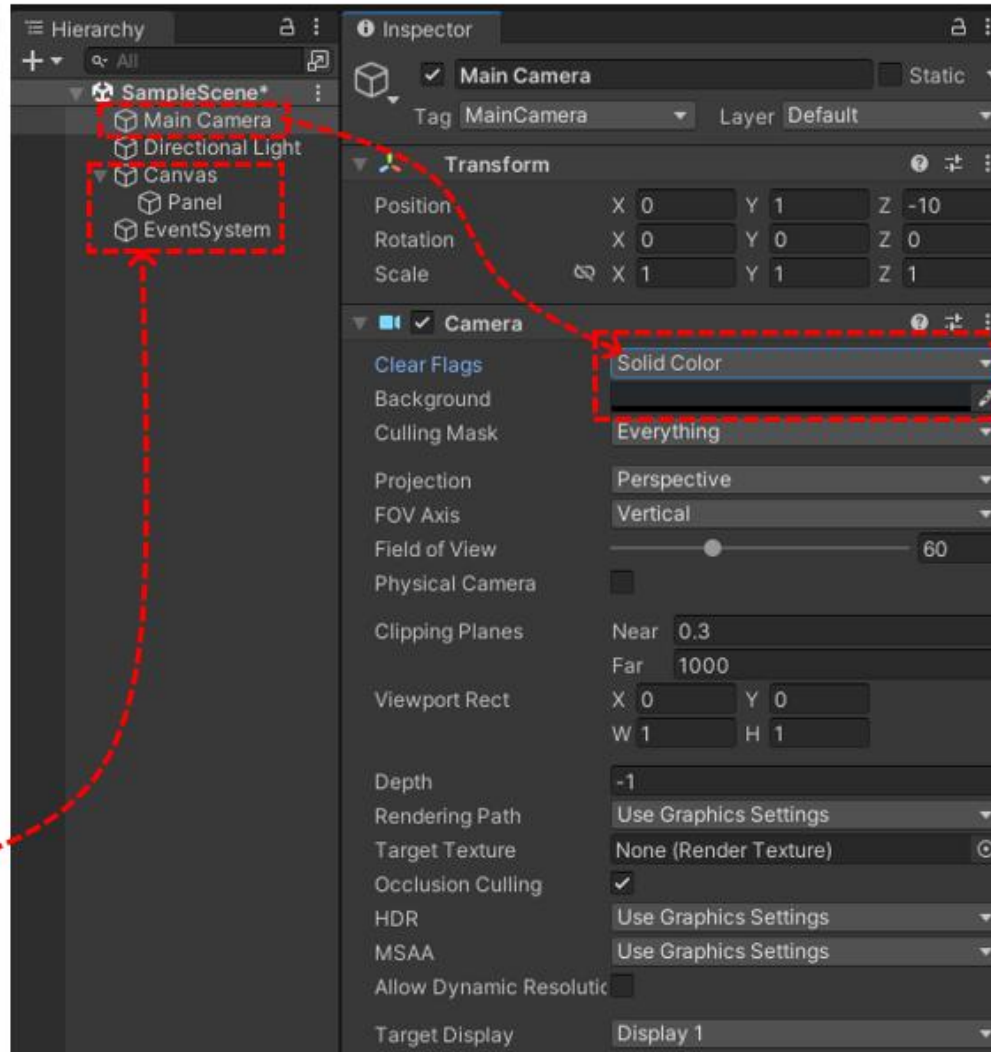 Hierarchy
All
SampleScene*
Main Camera
Directional Light
Canvas
Panel
EventSystem
Inspector
Main Camera
Static
Tag MainCamera Layer Default
Transform
Position X 0 Y 1 Z -10
Rotation X 0 Y 0 Z 0
Scale X 1 Y 1 Z 1
Camera
Clear Flags Solid Color
Background
Culling Mask Everything
Projection Perspective
FOV Axis Vertical
Field of View 60
Physical Camera
Clipping Planes Near 0.3
Far 1000
Viewport Rect X 0 Y 0
W 1 H 1
Depth -1
Rendering Path Use Graphics Settings
Target Texture None (Render Texture)
Occlusion Culling
HDR Use Graphics Settings
MSAA Use Graphics Settings
Allow Dynamic Resolutic
Target Display Display 1